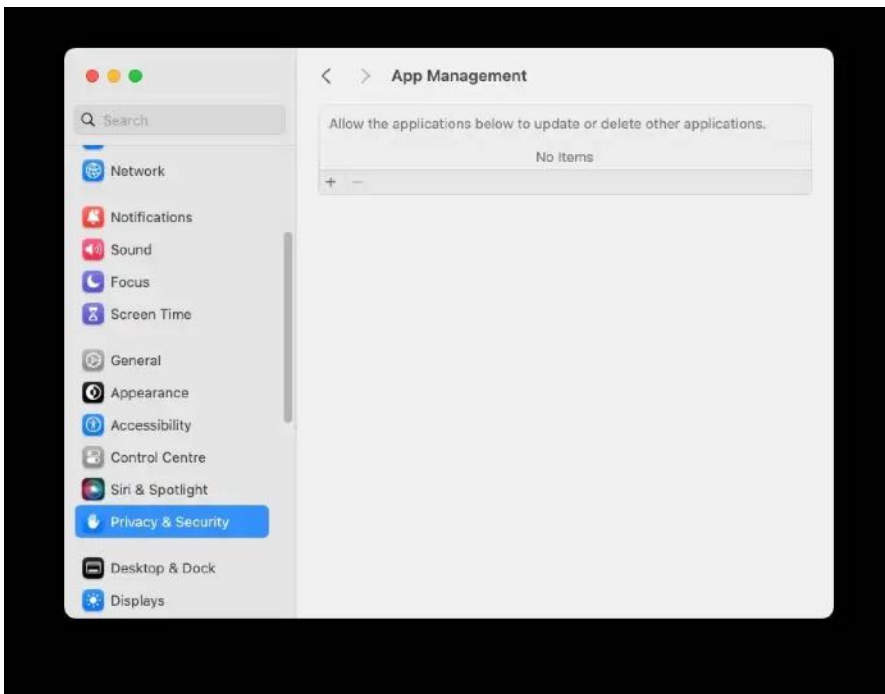 App Management
Search
Allow the applications below to update or delete other applications.
No Items
+ −
Network
Notifications
Sound
Focus
Screen Time
General
Appearance
Accessibility
Control Centre
Siri & Spotlight
Privacy & Security
Desktop & Dock
Displays